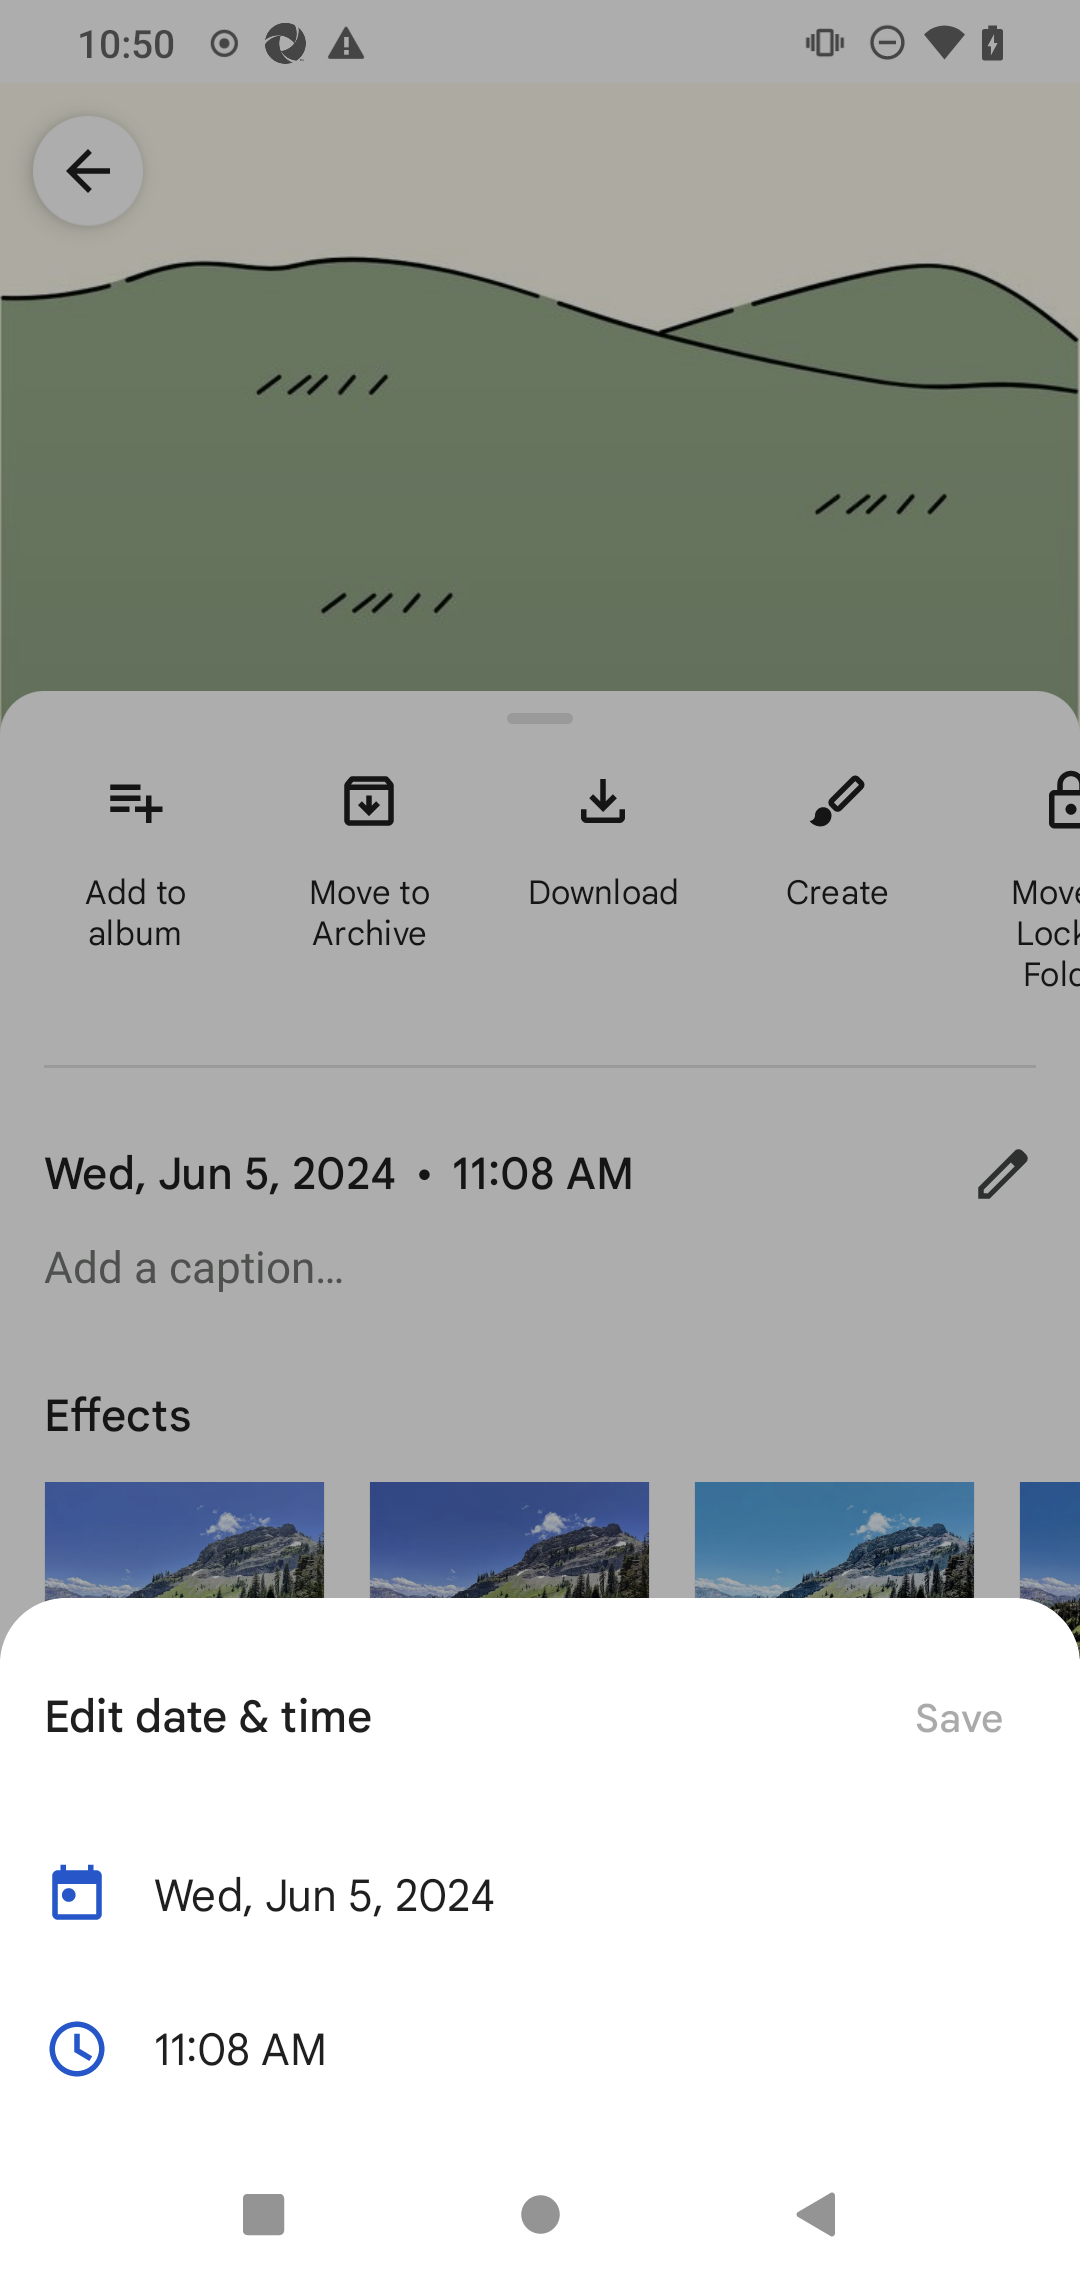 10:50
Add to
album
Move to
Archive
Download
Create
Move
Lock
Fold
Wed, Jun 5, 2024 • 11:08 AM
Add a caption...
Effects
Edit date & time
Save
Wed, Jun 5, 2024
11:08 AM